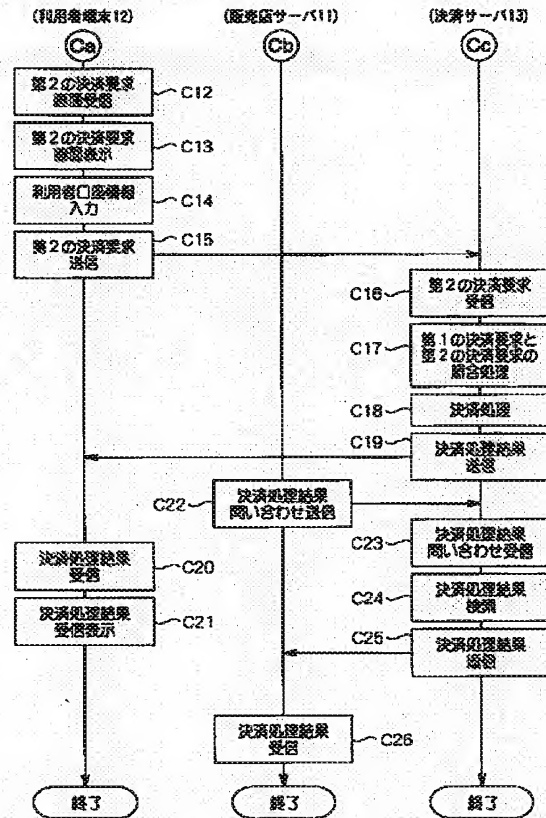 (利用者端末12)
(販売店サーバ11)
(決済サーバ13)
Ca
Cb
Cc
第2の決済要求
画面受信
C12
第2の決済要求
画面表示
C13
利用者口座情報
入力
C14
第2の決済要求
送信
C15
C16
第2の決済要求
受信
C17
第1の決済要求と
第2の決済要求の
照合処理
C18
決済処理
C19
決済処理結果
送信
C22
決済処理結果
問い合わせ送信
C23
決済処理結果
問い合わせ受信
決済処理結果
受信
C20
C24
決済処理結果
検索
決済処理結果
受信表示
C21
C25
決済処理結果
返信
決済処理結果
受信
C26
終了
終了
終了